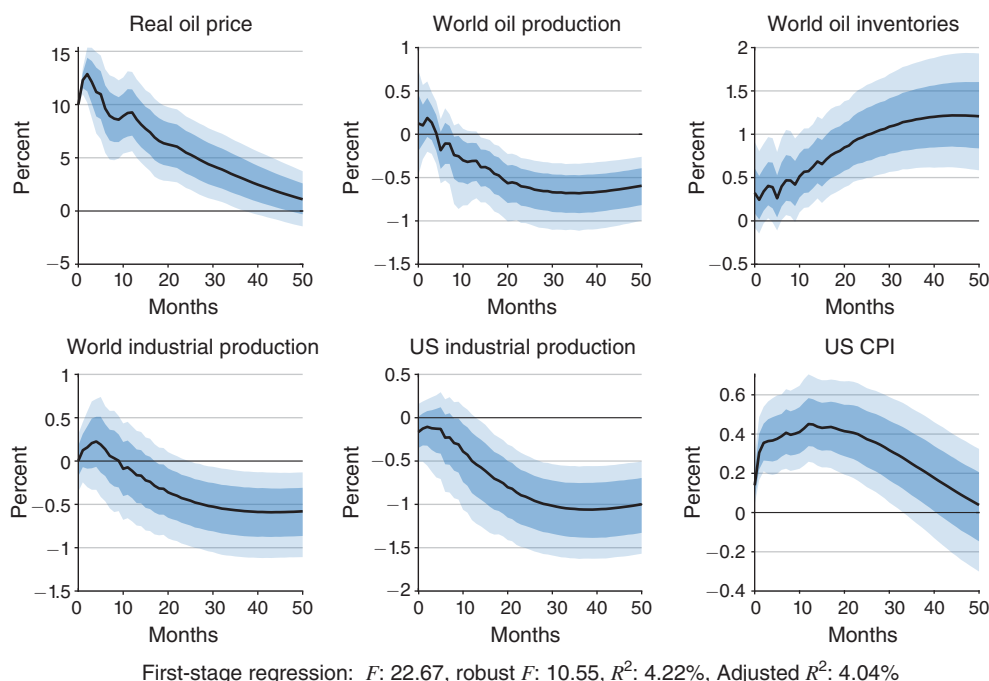 Real oil price
World oil production
World oil inventories
Percent
15
10
5
0
−5
0 10 20 30 40 50
Months
Percent
1
0.5
0
−0.5
−1
−1.5
0 10 20 30 40 50
Months
Percent
2
1.5
1
0.5
0
−0.5
0 10 20 30 40 50
Months
World industrial production
US industrial production
US CPI
Percent
1
0.5
0
−0.5
−1
−1.5
0 10 20 30 40 50
Months
Percent
0.5
0
−0.5
−1
−1.5
−2
0 10 20 30 40 50
Months
Percent
0.6
0.4
0.2
0
−0.2
−0.4
0 10 20 30 40 50
Months
First-stage regression: F: 22.67, robust F: 10.55, R²: 4.22%, Adjusted R²: 4.04%